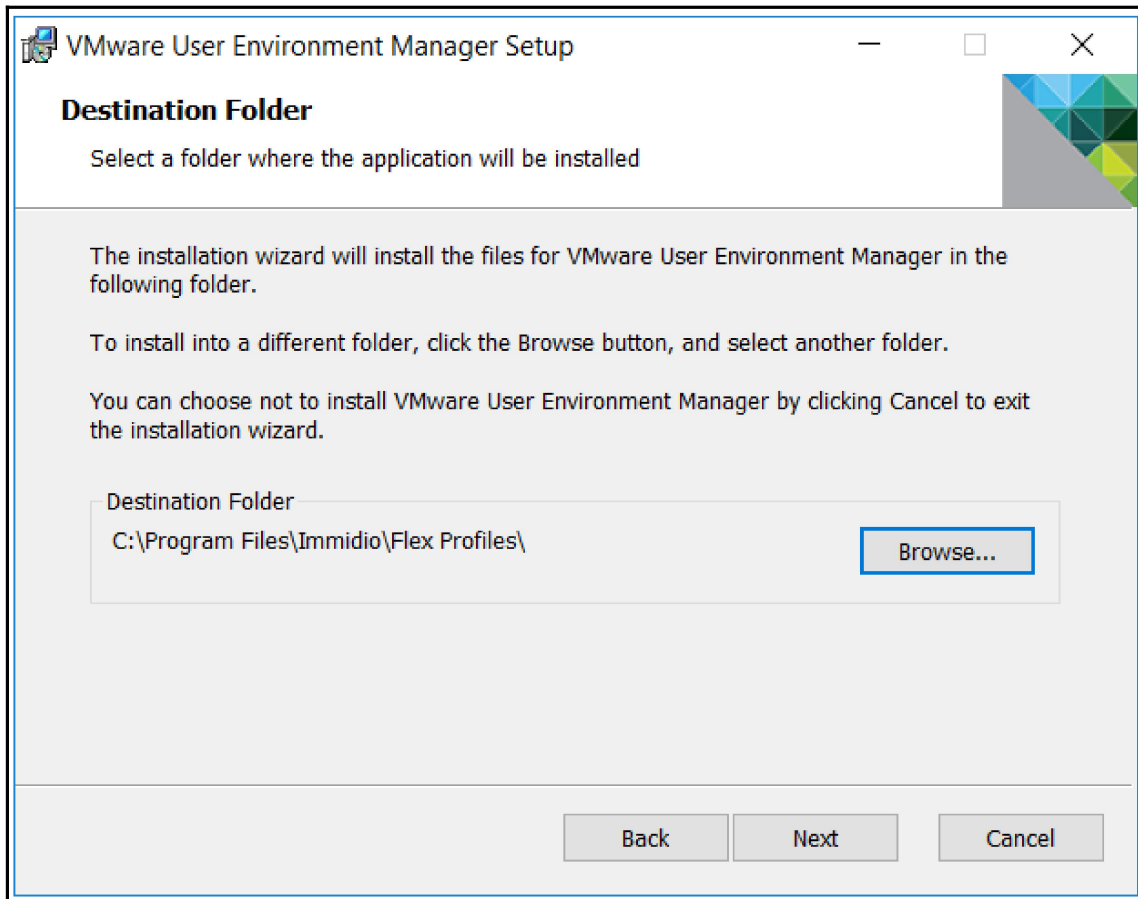 VMware User Environment Manager Setup
Destination Folder
Select a folder where the application will be installed
The installation wizard will install the files for VMware User Environment Manager in the
following folder.
To install into a different folder, click the Browse button, and select another folder.
You can choose not to install VMware User Environment Manager by clicking Cancel to exit
the installation wizard.
Destination Folder
C:\Program Files\Immidio\Flex Profiles\
Browse...
Back
Next
Cancel